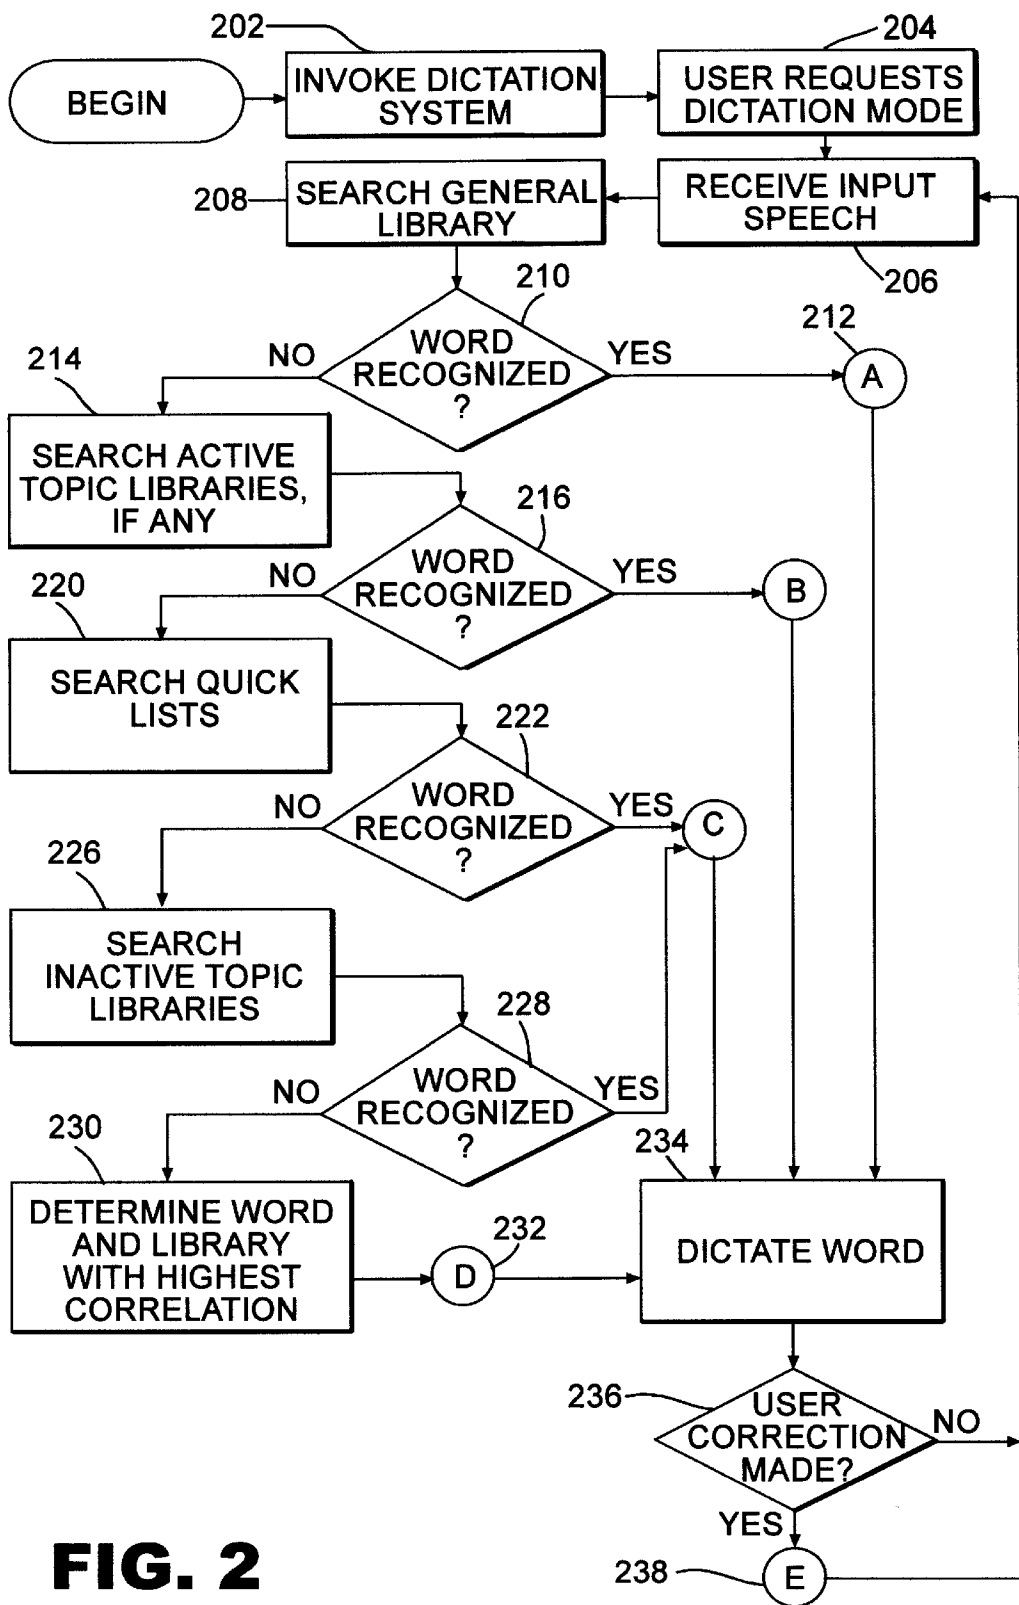 202
204
BEGIN
INVOKE DICTATION
SYSTEM
USER REQUESTS
DICTATION MODE
208
SEARCH GENERAL
LIBRARY
RECEIVE INPUT
SPEECH
206
210
212
214
NO
WORD
RECOGNIZED
?
YES
A
SEARCH ACTIVE
TOPIC LIBRARIES,
IF ANY
216
220
NO
WORD
RECOGNIZED
?
YES
B
SEARCH QUICK
LISTS
222
NO
WORD
RECOGNIZED
?
YES
C
226
SEARCH
INACTIVE TOPIC
LIBRARIES
228
NO
WORD
RECOGNIZED
?
YES
230
234
DETERMINE WORD
AND LIBRARY
WITH HIGHEST
CORRELATION
232
D
DICTATE WORD
236
USER
CORRECTION
MADE?
NO
YES
238
E
FIG. 2